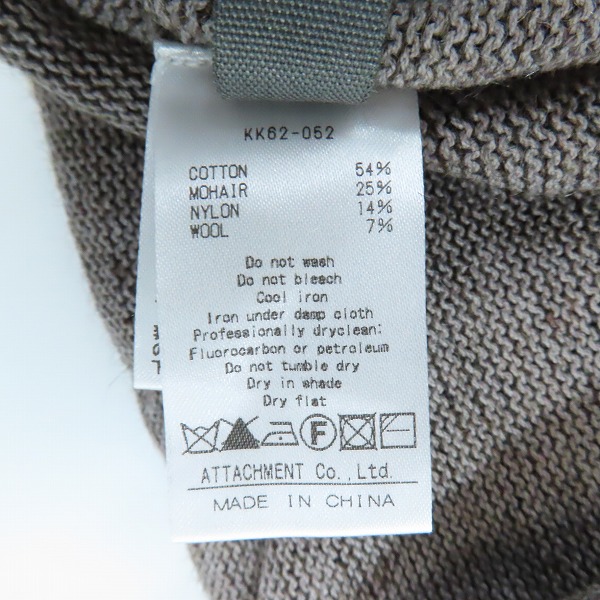 KK62-052
COTTON 54%
MOHAIR 25%
NYLON 14%
WOOL 7%
Do not wash
Do not bleach
Cool iron
Iron under damp cloth
Professionally dryclean:
Fluorocarbon or petroleum
Do not tumble dry
Dry in shade
Dry flat
F
ATTACHMENT Co.,Ltd.
MADE IN CHINA